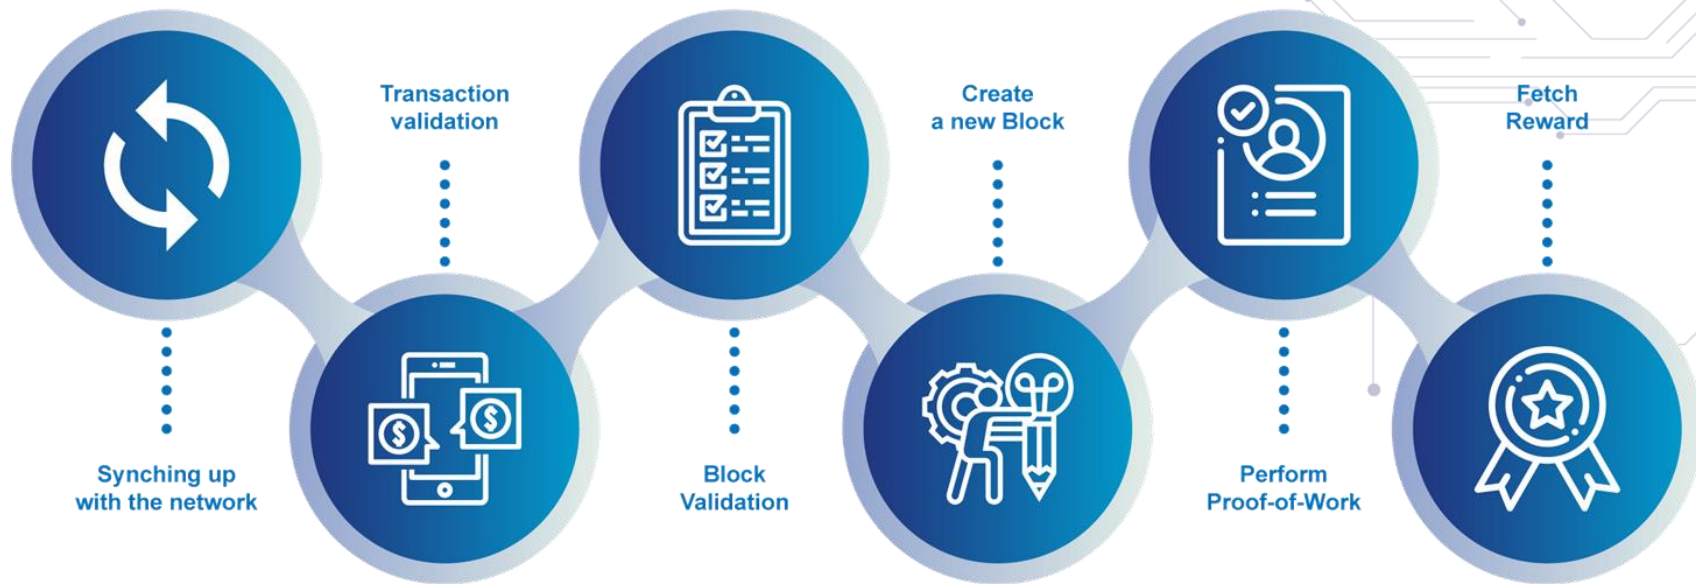 Synching up
with the network
Transaction
validation
Block
Validation
Create
a new Block
Perform
Proof-of-Work
Fetch
Reward